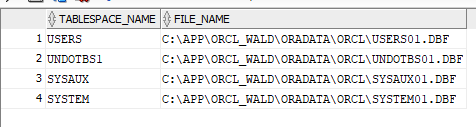 TABLESPACE_NAME FILE_NAME
1 USERS C:\APP\ORCL_WALD\ORADATA\ORCL\USERS01.DBF
2 UNDOTBS1 C:\APP\ORCL_WALD\ORADATA\ORCL\UNDOTBS01.DBF
3 SYSAUX C:\APP\ORCL_WALD\ORADATA\ORCL\SYSAUX01.DBF
4 SYSTEM C:\APP\ORCL_WALD\ORADATA\ORCL\SYSTEM01.DBF